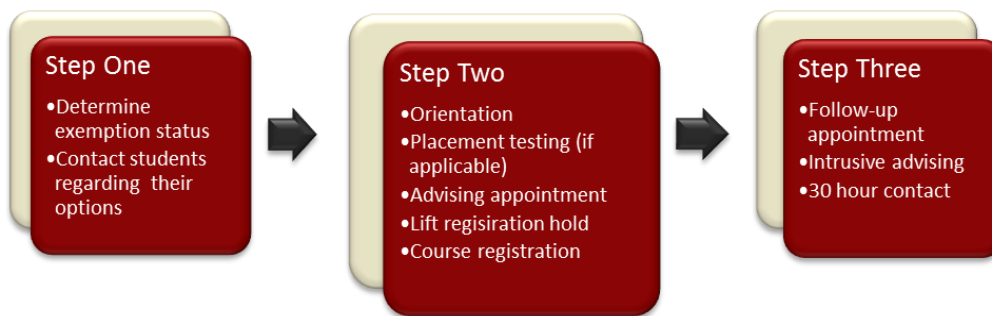 Step One
•Determine
exemption status
•Contact students
regarding their
options
Step Two
•Orientation
•Placement testing (if
applicable)
•Advising appointment
•Lift regisiration hold
•Course registration
Step Three
•Follow-up
appointment
•Intrusive advising
•30 hour contact